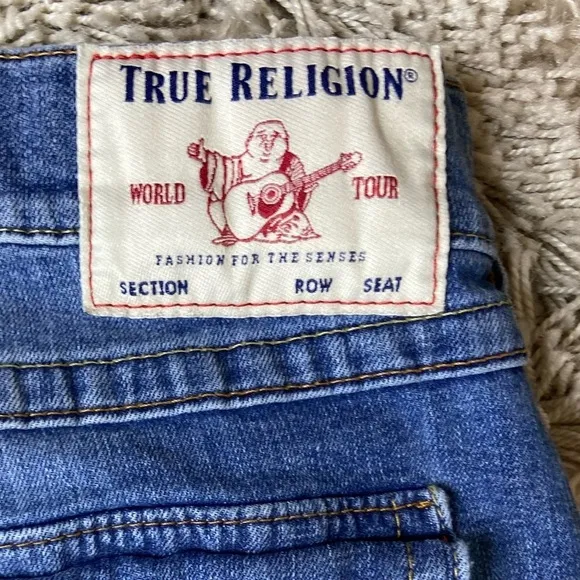 TRUE RELIGION®
WORLD TOUR
FASHION FOR THE SENSES
SECTION ROW SEAT